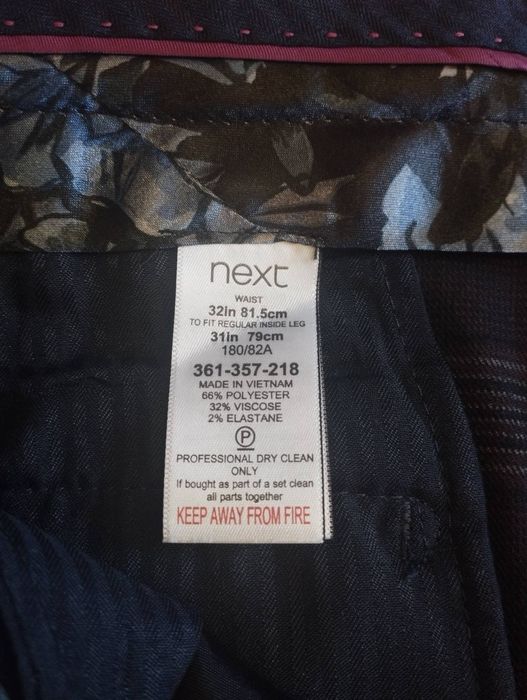 next
WAIST
32in 81.5cm
TO FIT REGULAR INSIDE LEG
31in 79cm
180/82A
361-357-218
MADE IN VIETNAM
66% POLYESTER
32% VISCOSE
2% ELASTANE
P
PROFESSIONAL DRY CLEAN
ONLY
If bought as part of a set clean
all parts together
KEEP AWAY FROM FIRE